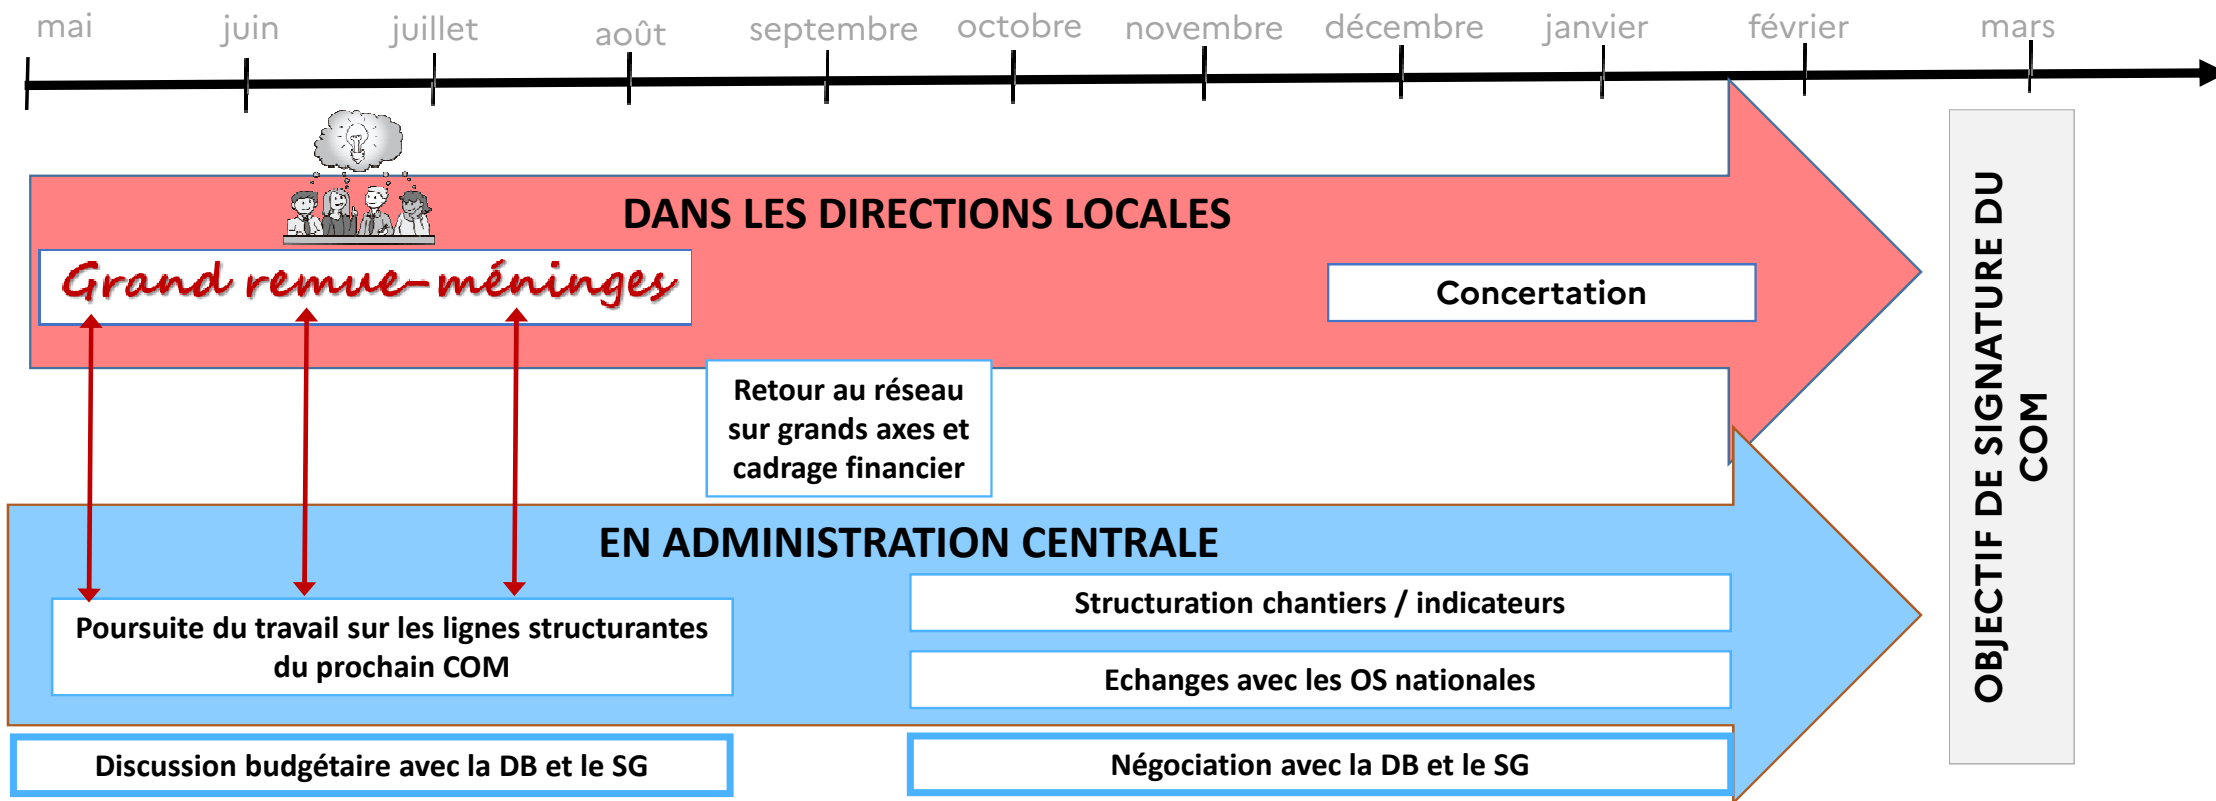 mai juin juillet août septembre octobre novembre décembre janvier février mars
DANS LES DIRECTIONS LOCALES
Grand remue-méninges
Concertation
Retour au réseau
sur grands axes et
cadrage financier
EN ADMINISTRATION CENTRALE
Poursuite du travail sur les lignes structurantes
du prochain COM
Structuration chantiers / indicateurs
Echanges avec les OS nationales
Discussion budgétaire avec la DB et le SG
Négociation avec la DB et le SG
OBJECTIF DE SIGNATURE DU
COM